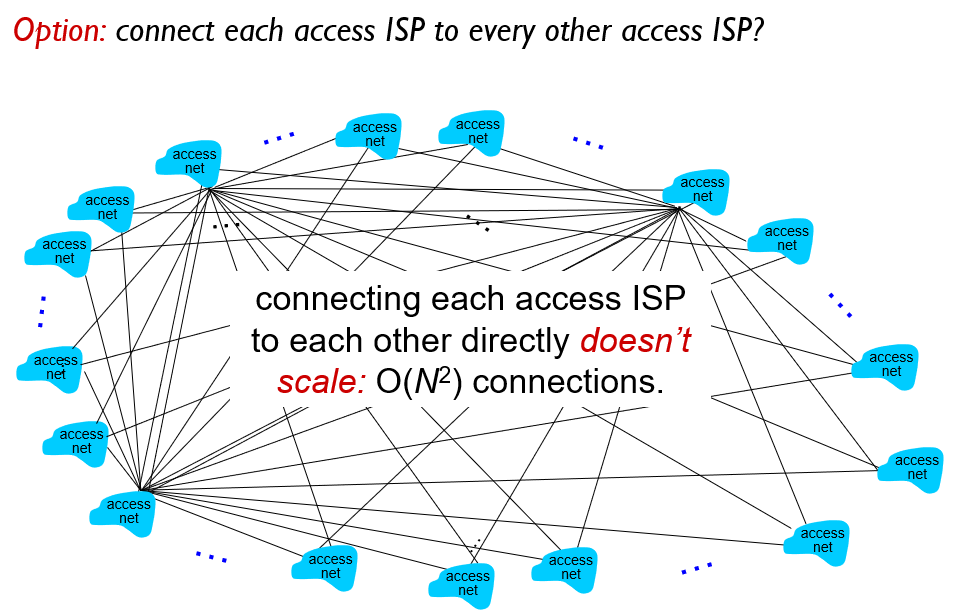 Option: connect each access ISP to every other access ISP?
access
net
access
net
access
net
access
net
access
net
access
net
access
net
connecting each access ISP
to each other directly doesn't
scale: O(N²) connections.
access
net
access
net
access
net
access
net
access
net
access
net
access
net
access
net
access
net